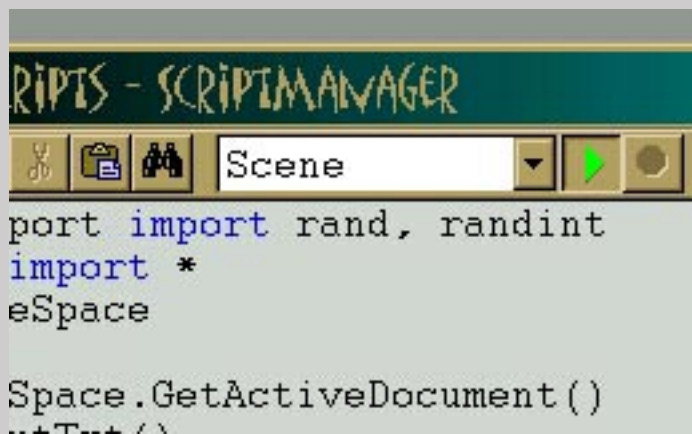 RIPTS - SCRIPTMANAGER
Scene
port import rand, randint
import *
eSpace
Space.GetActiveDocument()